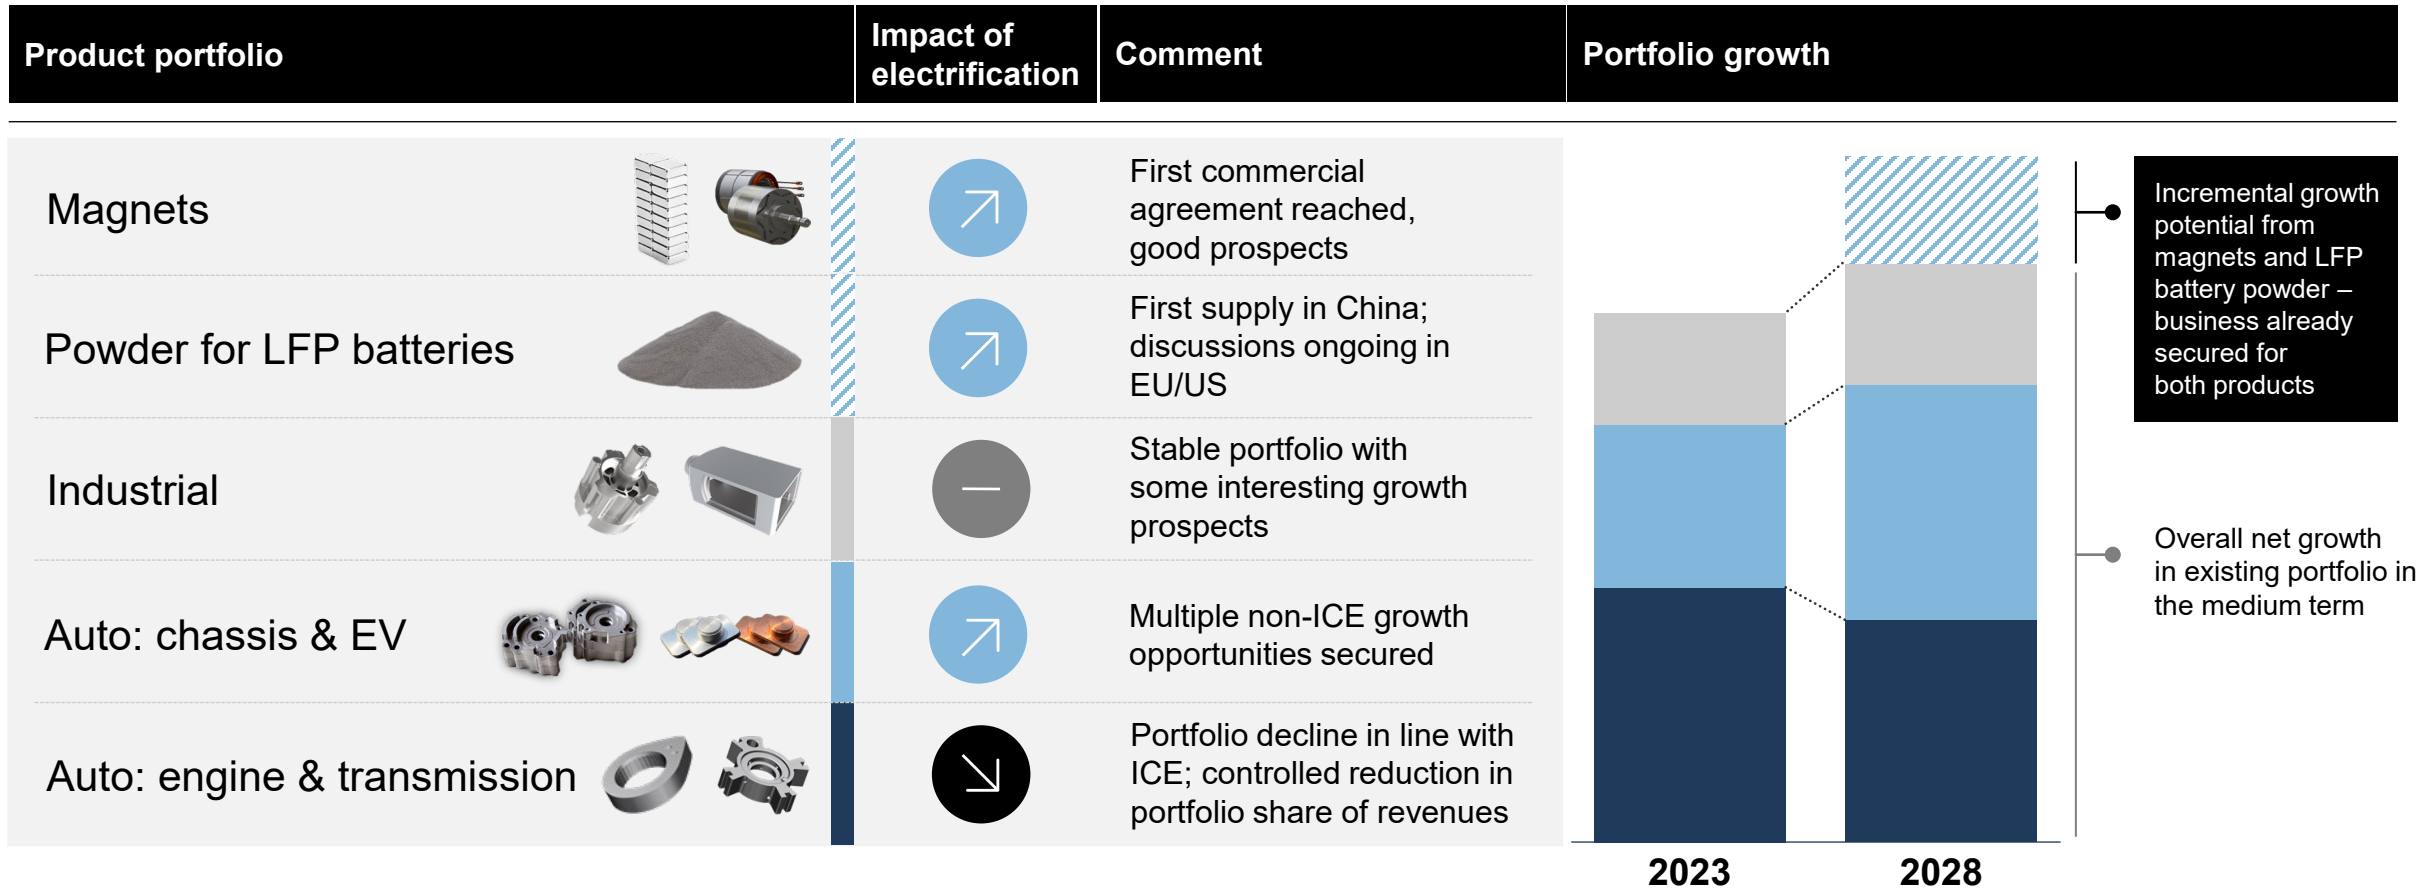 Product portfolio
Impact of
electrification
Comment
Portfolio growth
Magnets
First commercial
agreement reached,
good prospects
Powder for LFP batteries
First supply in China;
discussions ongoing in
EU/US
Industrial
Stable portfolio with
some interesting growth
prospects
Auto: chassis & EV
Multiple non-ICE growth
opportunities secured
Auto: engine & transmission
Portfolio decline in line with
ICE; controlled reduction in
portfolio share of revenues
Incremental growth
potential from
magnets and LFP
battery powder –
business already
secured for
both products
Overall net growth
in existing portfolio in
the medium term
2023
2028